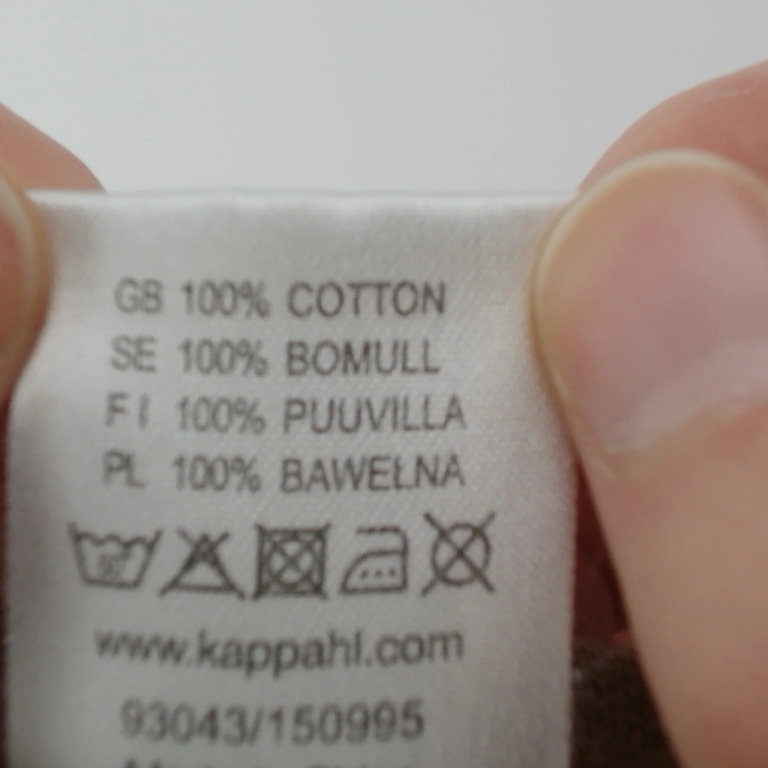 GB 100% COTTON
SE 100% BOMULL
FI 100% PUUVILLA
PL 100% BAWEŁNA
www.kappahl.com
93043/150995